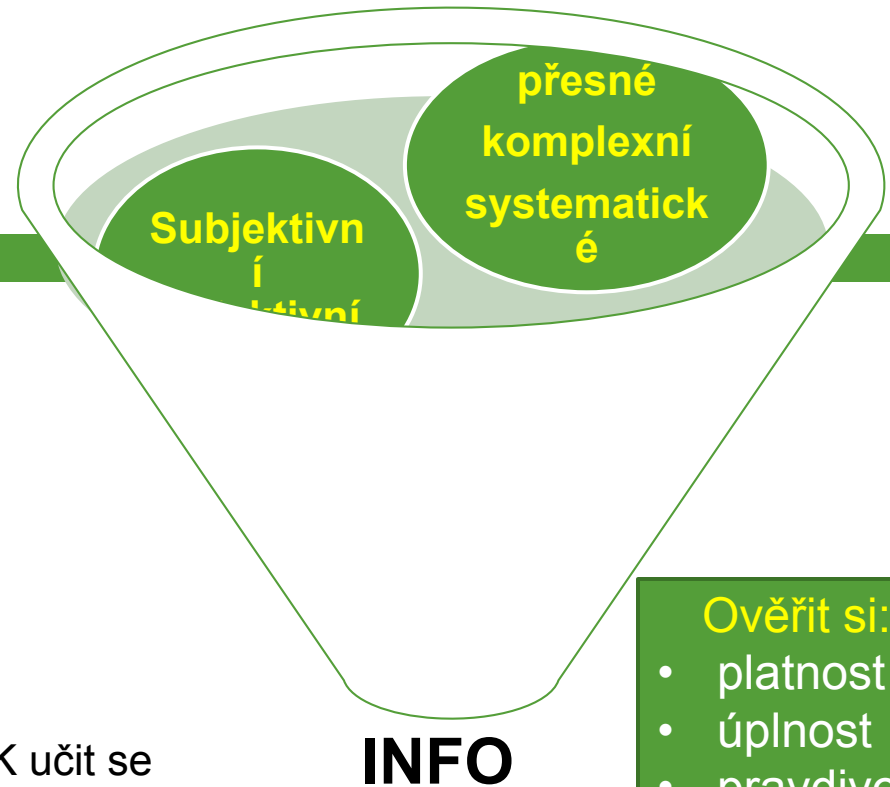 přesné
komplexní
systematick
é
Subjektivn
í
Ověřit si:
• platnost
• úplnost
K učit se
INFO